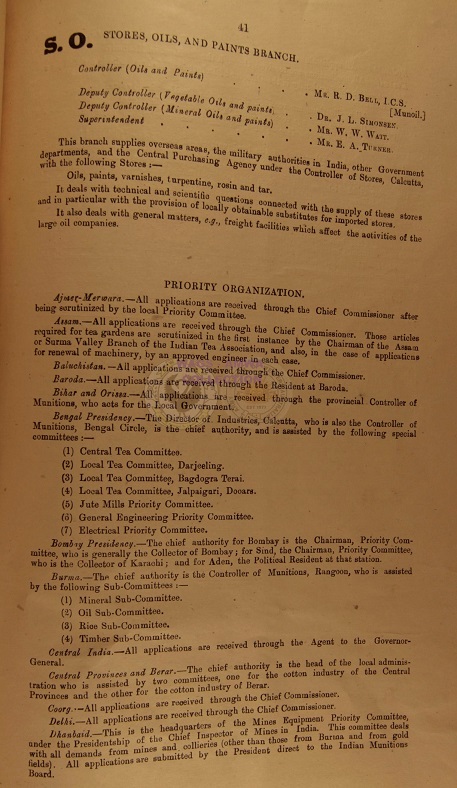 41
S. O.
STORES, OILS, AND PAINTS BRANCH.
Controller (Oils and Paints) . . . . Mr. R. D. Bell, I.C.S.
[Munoil.]
Deputy Controller (Vegetable Oils and paints) . . Dr. J. L. Simonsen.
Deputy Controller (Mineral Oils and paints) . . Mr. W. W. Wait.
Superintendent . . . . . . Mr. E. A. Turner.
This branch supplies overseas areas, the military authorities in India, other Government
departments, and the Central Purchasing Agency under the Controller of Stores, Calcutta,
with the following Stores :—
Oils, paints, varnishes, turpentine, rosin and tar.
It deals with technical and scientific questions connected with the supply of these stores
and in particular with the provision of locally obtainable substitutes for imported stores.
It also deals with general matters, e.g., freight facilities which affect the activities of the
large oil companies.
PRIORITY ORGANIZATION.
Ajmer-Merwara.—All applications are received through the Chief Commissioner after
being scrutinized by the local Priority Committee.
Assam.—All applications are received through the Chief Commissioner. Those articles
required for tea gardens are scrutinized in the first instance by the Chairman of the Assam
or Surma Valley Branch of the Indian Tea Association, and also, in the case of applications
for renewal of machinery, by an approved engineer in each case.
Baluchistan.—All applications are received through the Chief Commissioner.
Baroda.—All applications are received through the Resident at Baroda.
Bihar and Orissa.—All applications are received through the provincial Controller of
Munitions, who acts for the Local Government.
Bengal Presidency.—The Director of Industries, Calcutta, who is also the Controller of
Munitions, Bengal Circle, is the chief authority, and is assisted by the following special
committees :—
(1) Central Tea Committee.
(2) Local Tea Committee, Darjeeling.
(3) Local Tea Committee, Bagdogra Terai.
(4) Local Tea Committee, Jalpaiguri, Dooars.
(5) Jute Mills Priority Committee.
(6) General Engineering Priority Committee.
(7) Electrical Priority Committee.
Bombay Presidency.—The chief authority for Bombay is the Chairman, Priority Com-
mittee, who is generally the Collector of Bombay; for Sind, the Chairman, Priority Committee,
who is the Collector of Karachi; and for Aden, the Political Resident at that station.
Burma.—The chief authority is the Controller of Munitions, Rangoon, who is assisted
by the following Sub-Committees :—
(1) Mineral Sub-Committee.
(2) Oil Sub-Committee.
(3) Rice Sub-Committee.
(4) Timber Sub-Committee.
Central India.—All applications are received through the Agent to the Governor-
General.
Central Provinces and Berar.—The chief authority is the head of the local adminis-
tration who is assisted by two committees, one for the cotton industry of the Central
Provinces and the other for the cotton industry of Berar.
Coorg.—All applications are received through the Chief Commissioner.
Delhi.—All applications are received through the Chief Commissioner.
Dhanbaid.—This is the headquarters of the Mines Equipment Priority Committee,
under the Presidentship of the Chief Inspector of Mines in India. This committee deals
with all demands from mines and collieries (other than those from Burma and from gold
fields). All applications are submitted by the President direct to the Indian Munitions
Board.